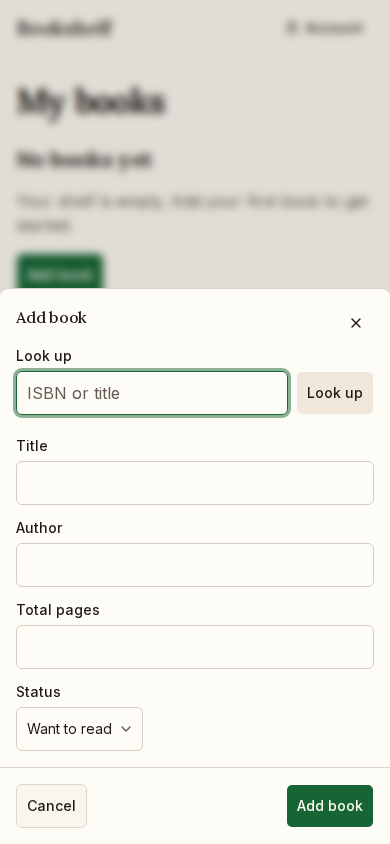 Bookshelf
Account
My books
No books yet
Your shelf is empty. Add your first book to get
started.
Add book
Add book
Look up
ISBN or title
Look up
Title
Author
Total pages
Status
Want to read
Cancel
Add book